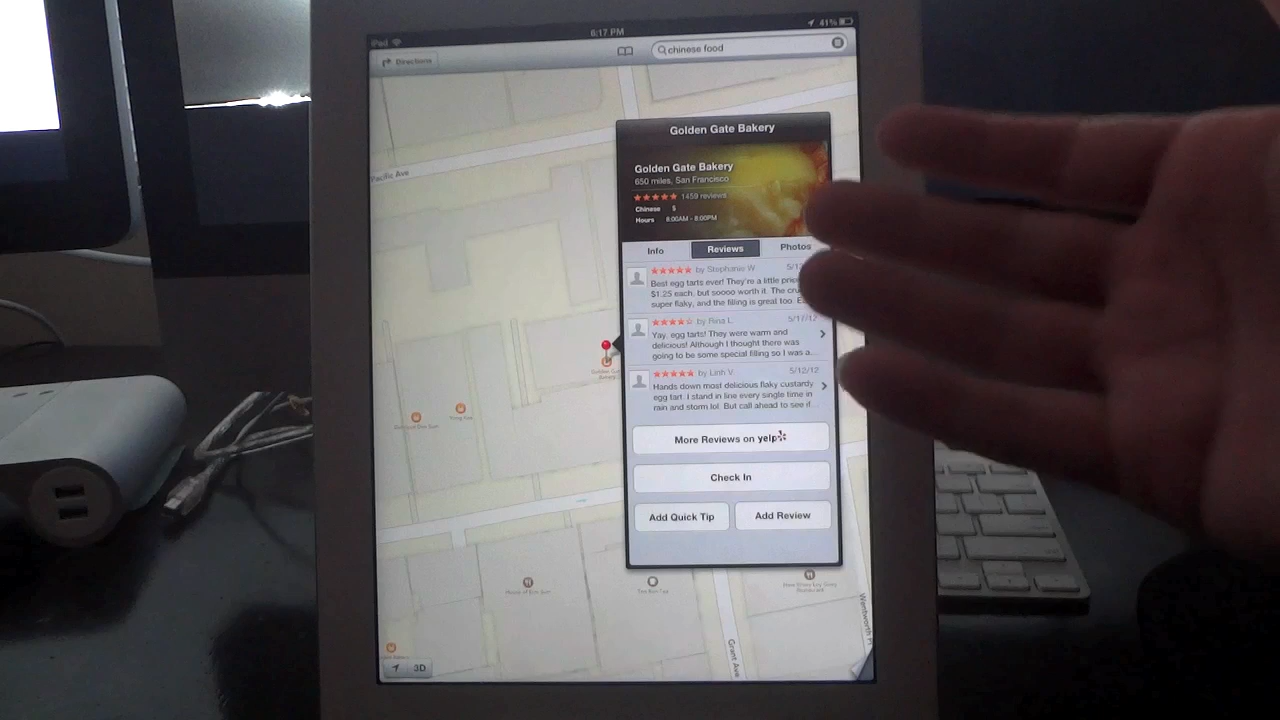 iPad
6:17 PM
41%
Directions
chinese food
Golden Gate Bakery
Golden Gate Bakery
650 miles, San Francisco
1459 reviews
Chinese $
Hours 8:00AM - 8:00PM
Info
Reviews
Photos
by Stephanie W
Best egg tarts ever! They're a little
$1.25 each, but soooo worth it. The
super flaky, and the filling is great too.
by Rina L.
5/17/12
Yay, egg tarts! They were warm and
delicious! Although I thought there was
going to be some special filling so I was a...
by Linh V.
5/12/12
Hands down most delicious flaky custardy
egg tart. I stand in line every single time in
rain and storm lol. But call ahead to see if...
More Reviews on yelp
Check In
Add Quick Tip
Add Review
Pacific Ave
Grant Ave
Wentworth Pl
3D